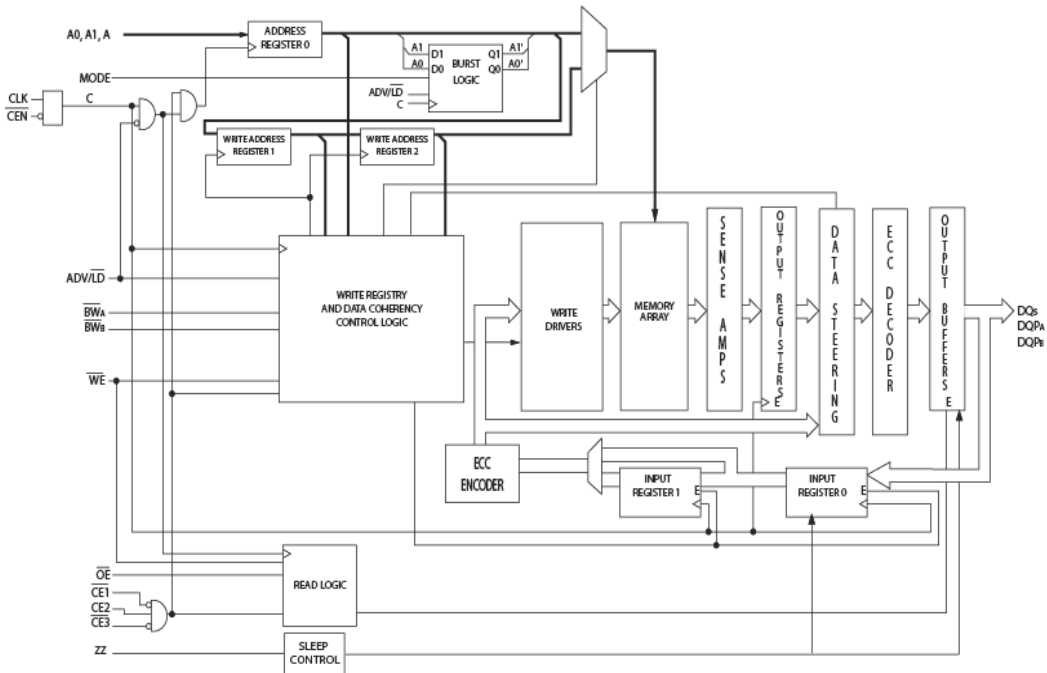 A0, A1, A
ADDRESS
REGISTER 0
A1
A0
D1
D0
BURST
LOGIC
Q1
Q0
A1'
A0'
MODE
ADV/LD
C
CLK
CEN
C
WRITE ADDRESS
REGISTER 1
WRITE ADDRESS
REGISTER 2
ADV/LD
BWA
BWB
WE
WRITE REGISTRY
AND DATA COHERENCY
CONTROL LOGIC
WRITE
DRIVERS
MEMORY
ARRAY
SENSE AMPS
OUTPUT REGISTERS
E
DATA STEERING
ECC DECODER
OUTPUT BUFFERS
E
DQs
DQPA
DQPB
ECC
ENCODER
INPUT
REGISTER 1
E
INPUT
REGISTER 0
E
OE
CE1
CE2
CE3
READ LOGIC
ZZ
SLEEP
CONTROL